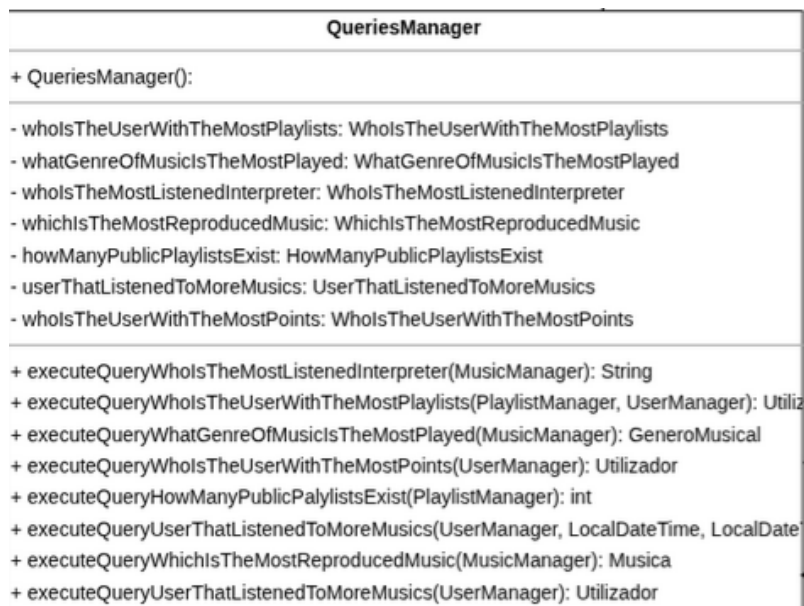 QueriesManager
+ QueriesManager():
- whoIsTheUserWithTheMostPlaylists: WhoIsTheUserWithTheMostPlaylists
- whatGenreOfMusicIsTheMostPlayed: WhatGenreOfMusicIsTheMostPlayed
- whoIsTheMostListenedInterpreter: WhoIsTheMostListenedInterpreter
- whichIsTheMostReproducedMusic: WhichIsTheMostReproducedMusic
- howManyPublicPlaylistsExist: HowManyPublicPlaylistsExist
- userThatListenedToMoreMusics: UserThatListenedToMoreMusics
- whoIsTheUserWithTheMostPoints: WhoIsTheUserWithTheMostPoints
+ executeQueryWhoIsTheMostListenedInterpreter(MusicManager): String
+ executeQueryWhoIsTheUserWithTheMostPlaylists(PlaylistManager, UserManager): Utiliz
+ executeQueryWhatGenreOfMusicIsTheMostPlayed(MusicManager): GeneroMusical
+ executeQueryWhoIsTheUserWithTheMostPoints(UserManager): Utilizador
+ executeQueryHowManyPublicPalylistsExist(PlaylistManager): int
+ executeQueryUserThatListenedToMoreMusics(UserManager, LocalDateTime, LocalDateT
+ executeQueryWhichIsTheMostReproducedMusic(MusicManager): Musica
+ executeQueryUserThatListenedToMoreMusics(UserManager): Utilizador